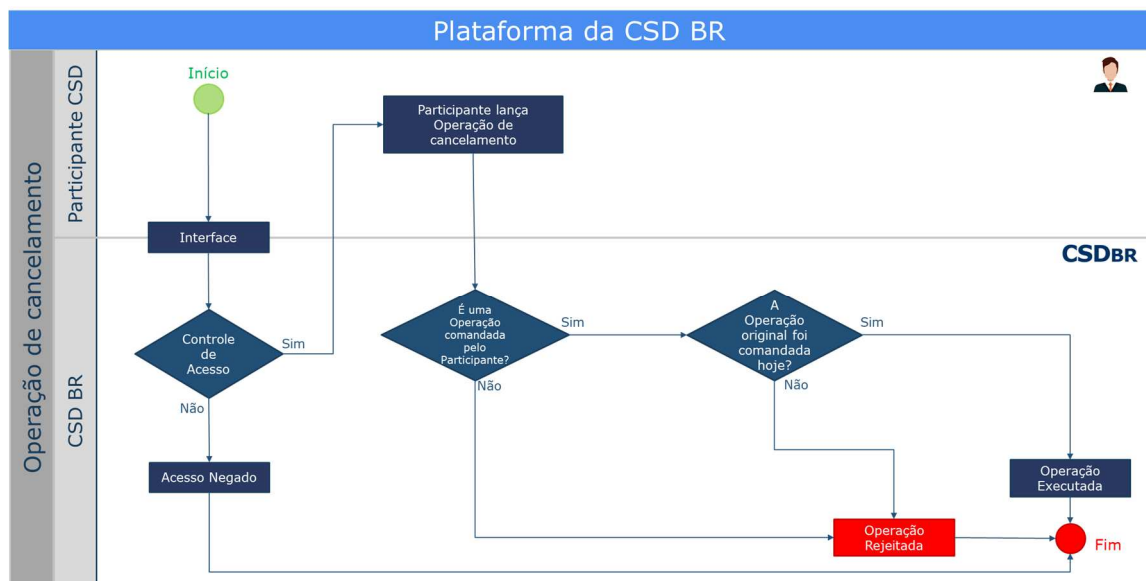 Plataforma da CSD BR
Operação de cancelamento
Participante CSD
Início
Participante lança
Operação de
cancelamento
Interface
CSD BR
CSDBR
Controle
de
Acesso
Sim
Não
Acesso Negado
É uma
Operação
comandada
pelo
Participante?
Sim
Não
A
Operação
original foi
comandada
hoje?
Sim
Não
Operação
Executada
Operação
Rejeitada
Fim